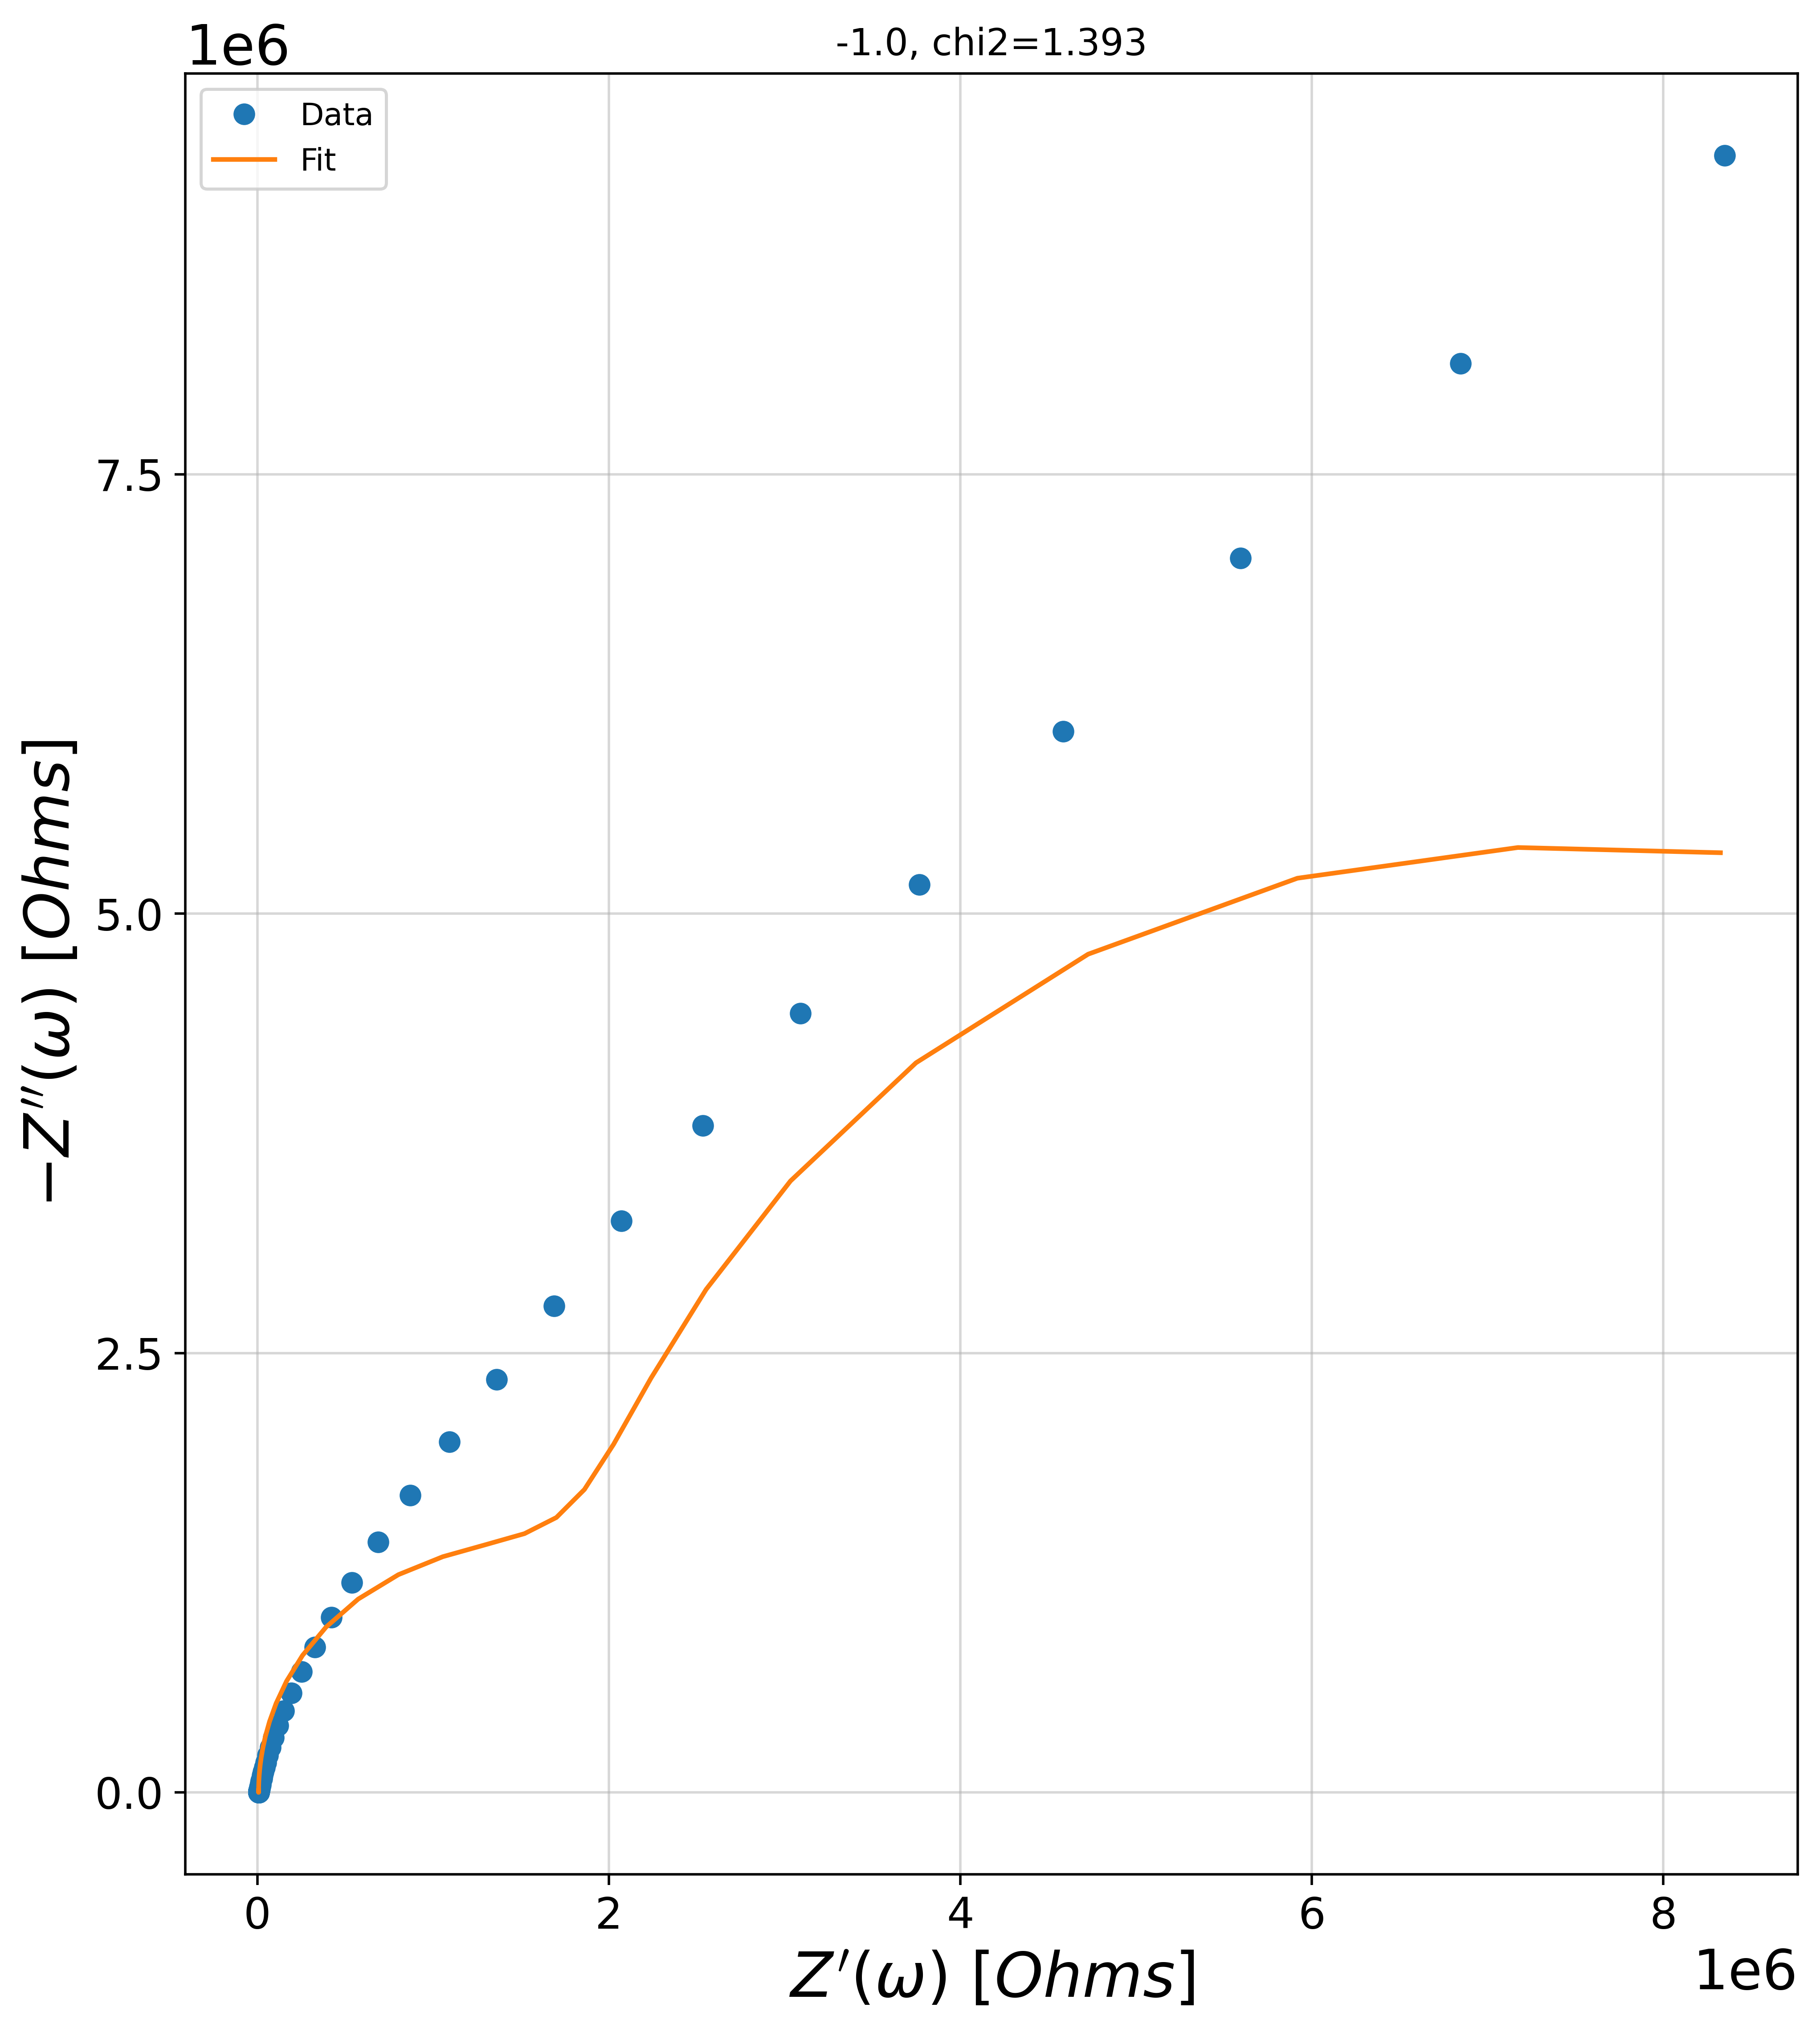 -1.0, chi2=1.393
1e6
Data
Fit
7.5
5.0
2.5
0.0
−Z′′(ω) [Ohms]
0 2 4 6 8
1e6
Z′(ω) [Ohms]